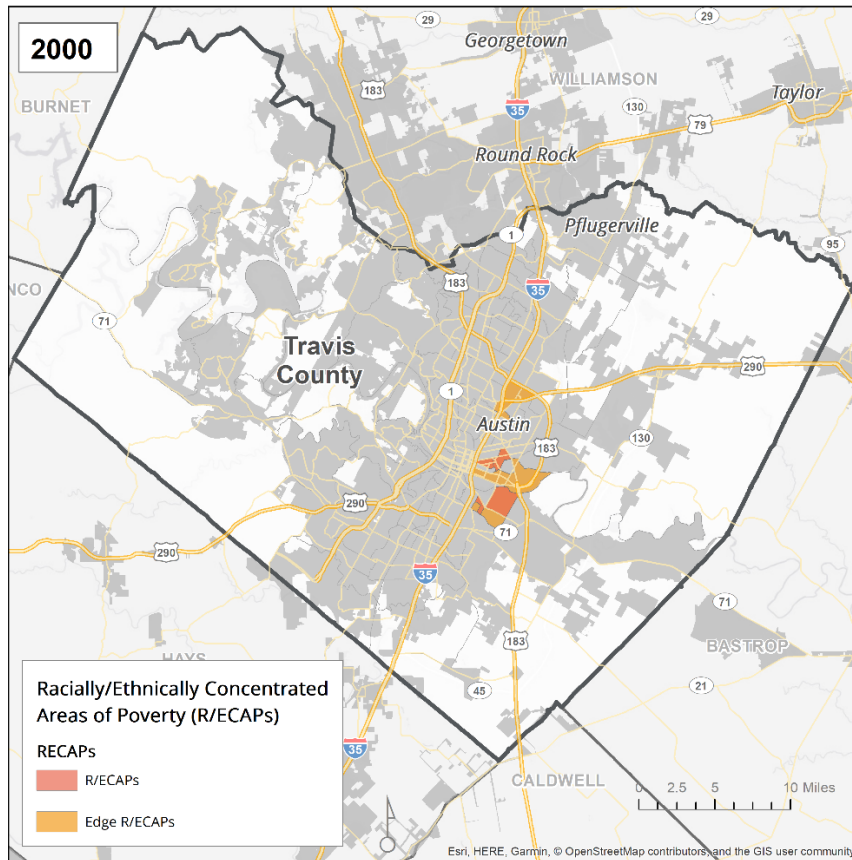 2000
29
29
Georgetown
BURNET
183
WILLIAMSON
Taylor
130
35
79
Round Rock
Pflugerville
1
95
183
35
NCO
71
Travis
County
290
1
Austin
130
183
290
290
71
35
71
183
BASTROP
HAYS
45
21
35
CALDWELL
Racially/Ethnically Concentrated
Areas of Poverty (R/ECAPs)
RECAPs
R/ECAPs
Edge R/ECAPs
0 2.5 5 10 Miles
Esri, HERE, Garmin, © OpenStreetMap contributors, and the GIS user community